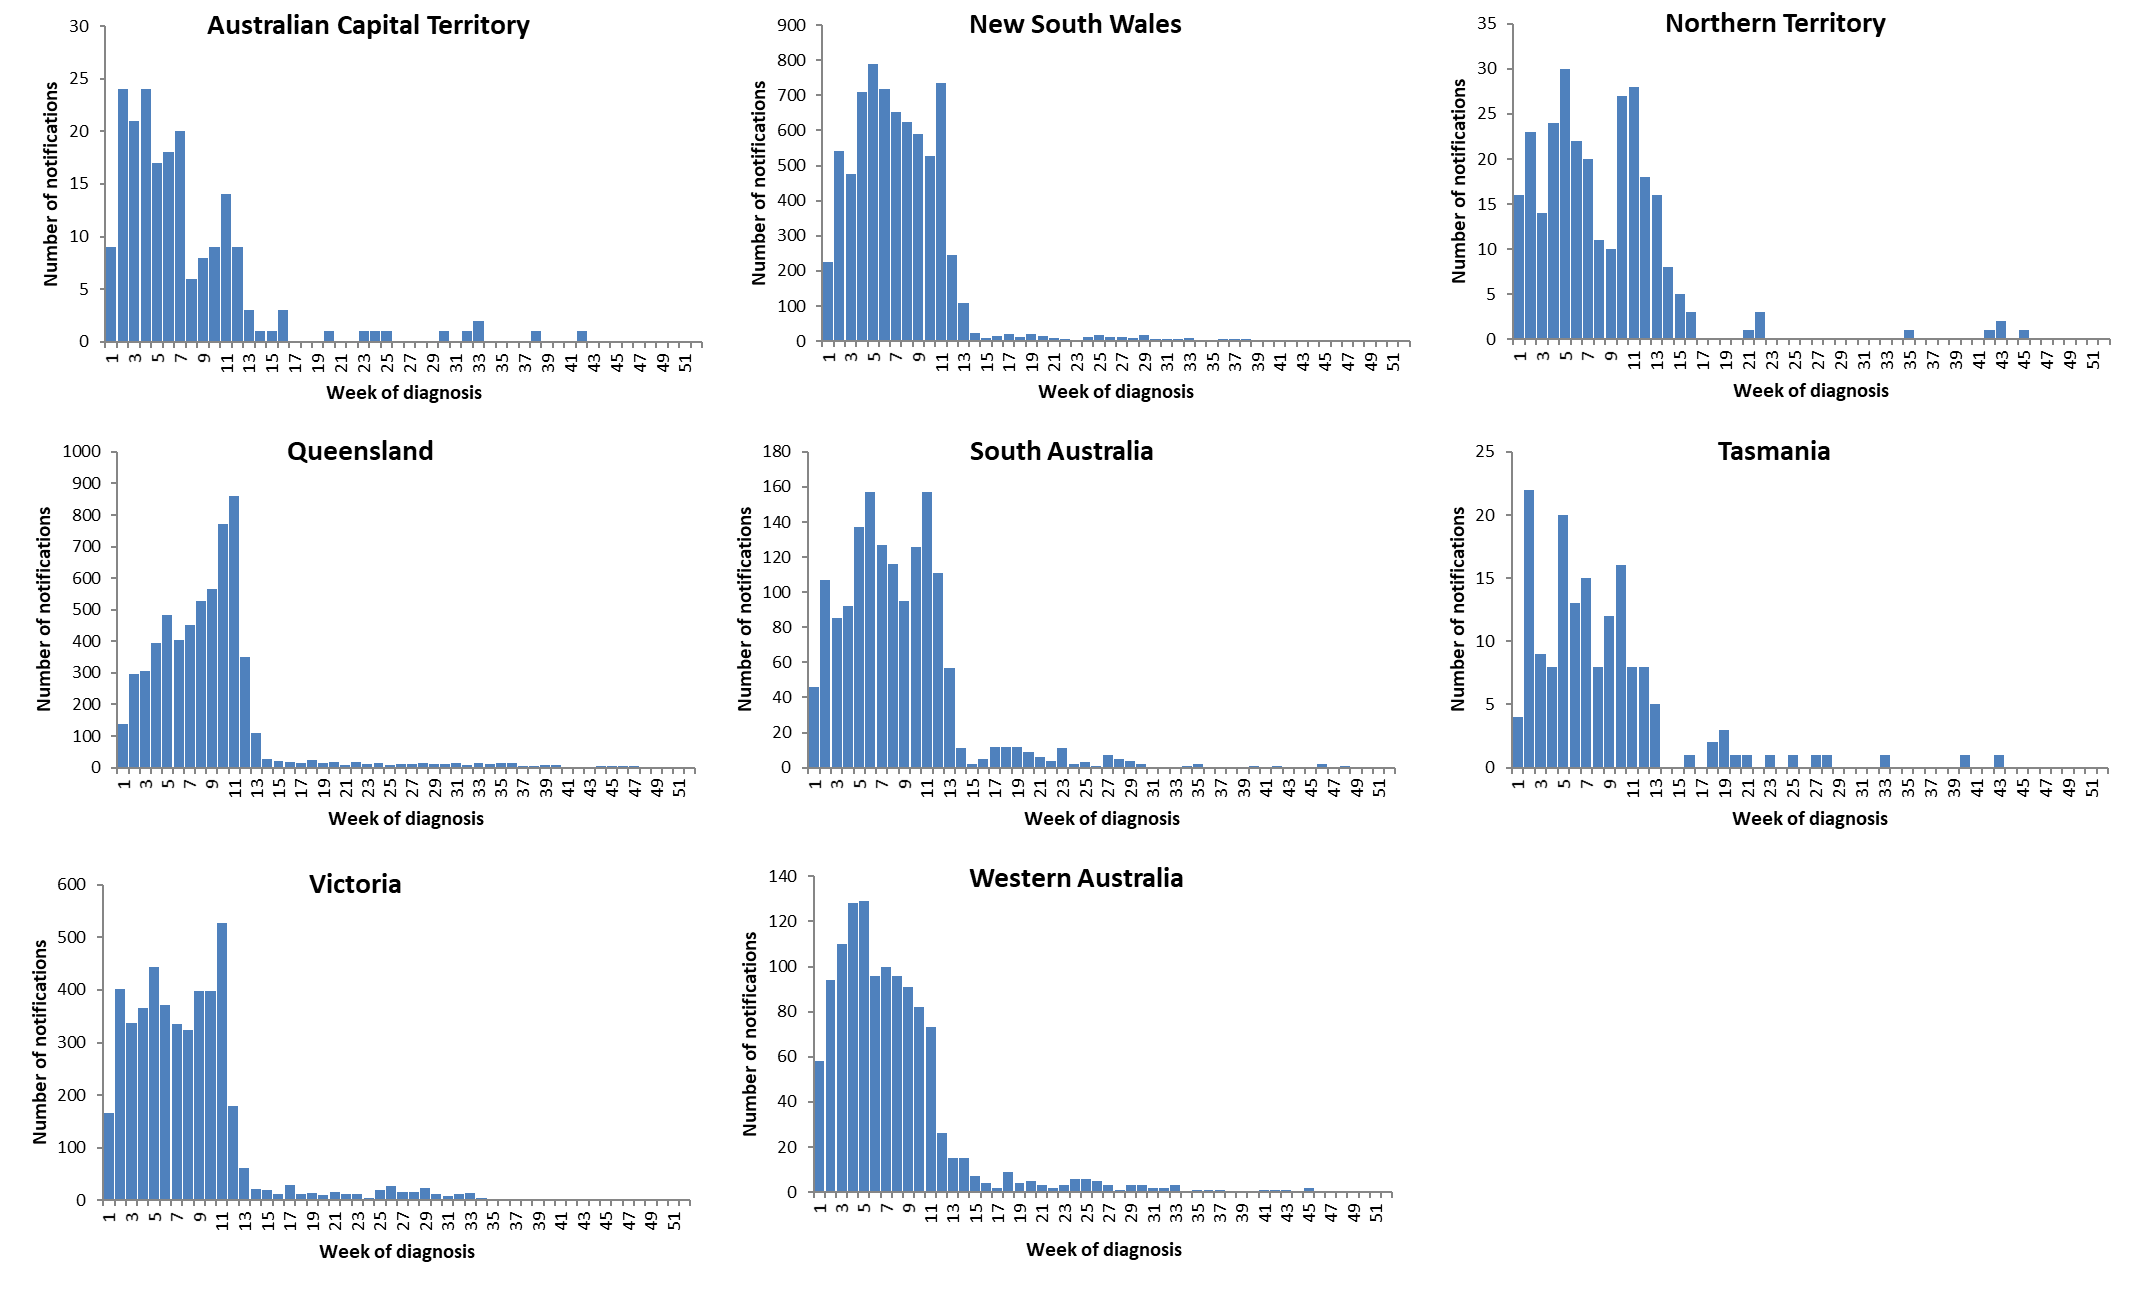 Australian Capital Territory
Number of notifications
30
25
20
15
10
5
0
1 3 5 7 9 11 13 15 17 19 21 23 25 27 29 31 33 35 37 39 41 43 45 47 49 51
Week of diagnosis
New South Wales
Number of notifications
900
800
700
600
500
400
300
200
100
0
1 3 5 7 9 11 13 15 17 19 21 23 25 27 29 31 33 35 37 39 41 43 45 47 49 51
Week of diagnosis
Northern Territory
Number of notifications
35
30
25
20
15
10
5
0
1 3 5 7 9 11 13 15 17 19 21 23 25 27 29 31 33 35 37 39 41 43 45 47 49 51
Week of diagnosis
Queensland
Number of notifications
1000
900
800
700
600
500
400
300
200
100
0
1 3 5 7 9 11 13 15 17 19 21 23 25 27 29 31 33 35 37 39 41 43 45 47 49 51
Week of diagnosis
South Australia
Number of notifications
180
160
140
120
100
80
60
40
20
0
1 3 5 7 9 11 13 15 17 19 21 23 25 27 29 31 33 35 37 39 41 43 45 47 49 51
Week of diagnosis
Tasmania
Number of notifications
25
20
15
10
5
0
1 3 5 7 9 11 13 15 17 19 21 23 25 27 29 31 33 35 37 39 41 43 45 47 49 51
Week of diagnosis
Victoria
Number of notifications
600
500
400
300
200
100
0
1 3 5 7 9 11 13 15 17 19 21 23 25 27 29 31 33 35 37 39 41 43 45 47 49 51
Week of diagnosis
Western Australia
Number of notifications
140
120
100
80
60
40
20
0
1 3 5 7 9 11 13 15 17 19 21 23 25 27 29 31 33 35 37 39 41 43 45 47 49 51
Week of diagnosis